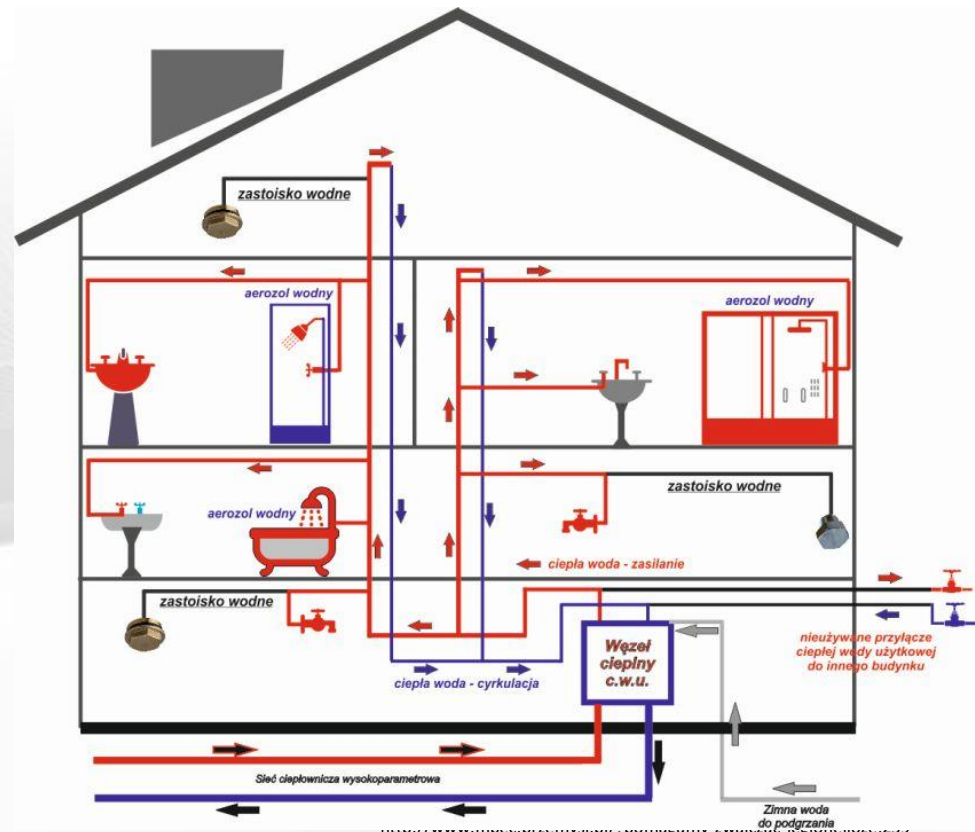 zastoisko wodne
aerozol wodny
aerozol wodny
zastoisko wodne
aerozol wodny
ciepła woda - zasilanie
zastoisko wodne
nieużywane przyłącze
ciepłej wody użytkowej
do innego budynku
Węzeł
cieplny
c.w.u.
ciepła woda - cyrkulacja
Sieć ciepłownicza wysokoparametrowa
Zimna woda
do podgrzania